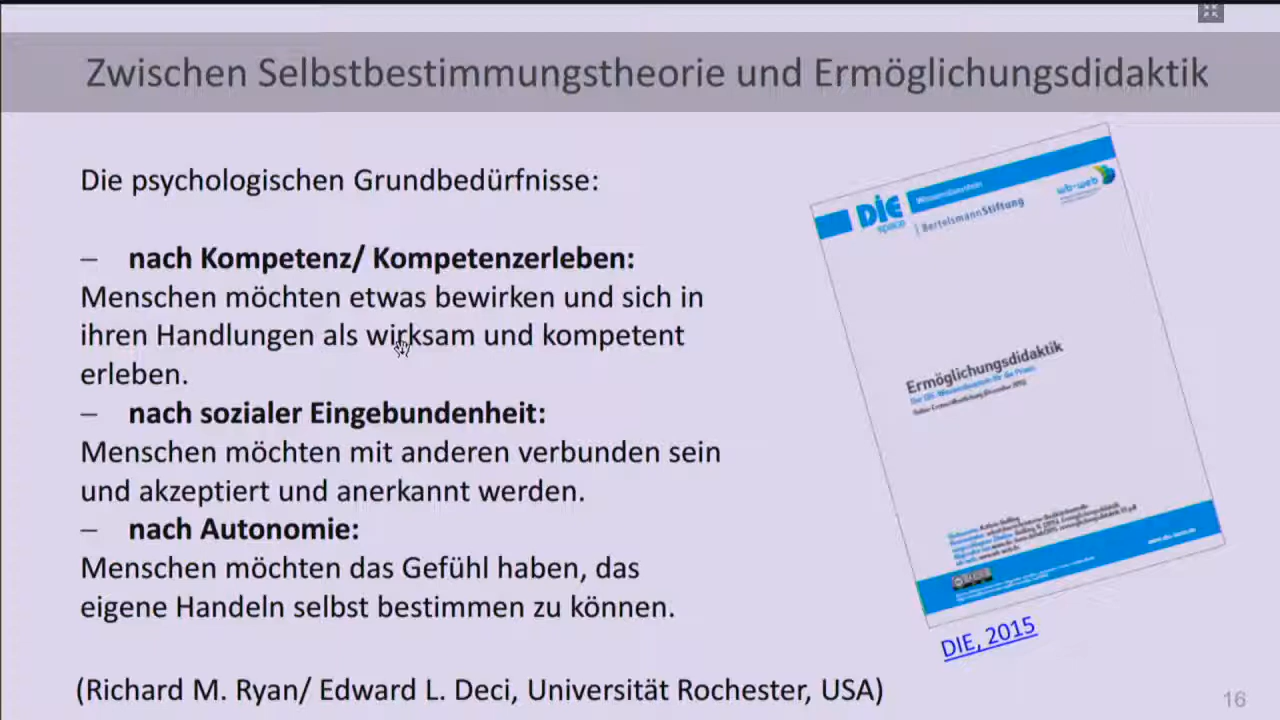 Zwischen Selbstbestimmungstheorie und Ermöglichungsdidaktik
Die psychologischen Grundbedürfnisse:
– nach Kompetenz/ Kompetenzerleben:
Menschen möchten etwas bewirken und sich in
ihren Handlungen als wirksam und kompetent
erleben.
– nach sozialer Eingebundenheit:
Menschen möchten mit anderen verbunden sein
und akzeptiert und anerkannt werden.
– nach Autonomie:
Menschen möchten das Gefühl haben, das
eigene Handeln selbst bestimmen zu können.
(Richard M. Ryan/ Edward L. Deci, Universität Rochester, USA)
DIE
space
BertelsmannStiftung
wb-web
Ermöglichungsdidaktik
DIE, 2015
16